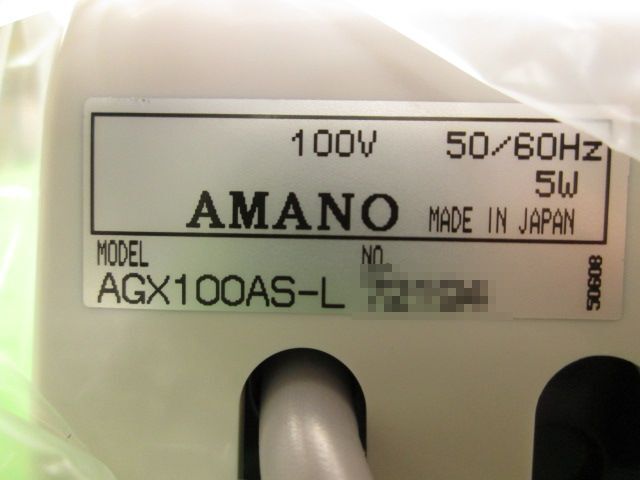 100V 50/60Hz
5W
AMANO MADE IN JAPAN
MODEL NO.
AGX100AS-L
50608